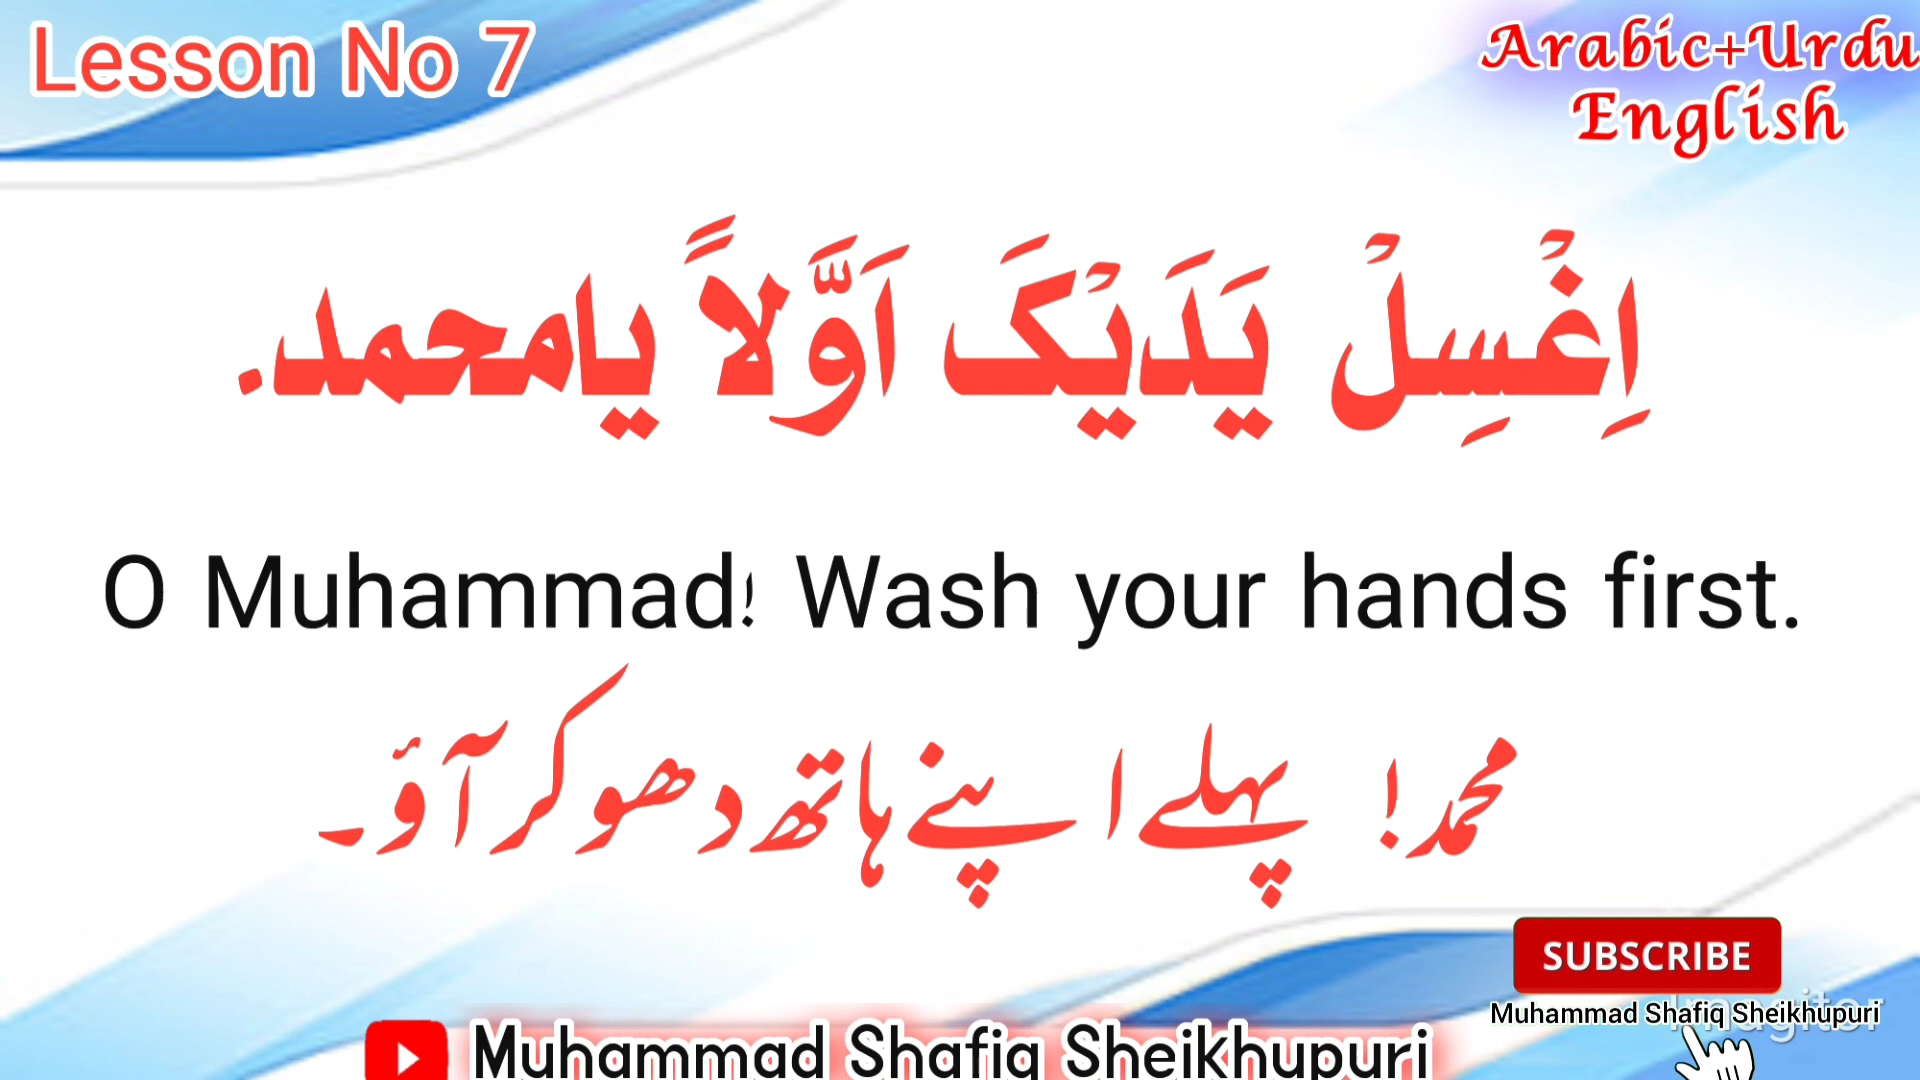 Lesson No 7
Arabic+Urdu
English
اِغْسِلْ يَدَيْکَ اَوَّلاً يامحمد.
O Muhammad! Wash your hands first.
محمد! پہلے اپنے ہاتھ دھو کر آؤ۔
SUBSCRIBE
Muhammad Shafiq Sheikhupuri
Muhammad Shafiq Sheikhupuri